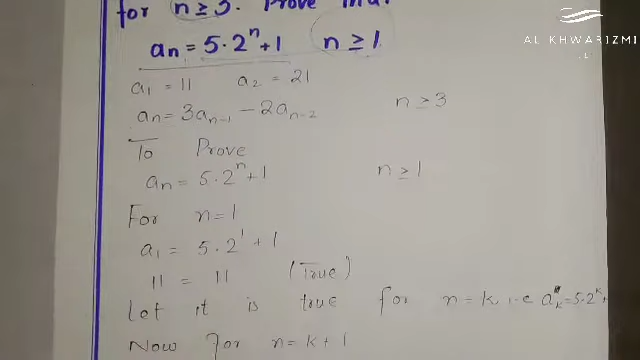 for n ≥ 3. Prove that
aₙ = 5·2ⁿ+1 n ≥ 1
AL KHWARIZMI
a₁ = 11 a₂ = 21
aₙ = 3aₙ₋₁ − 2aₙ₋₂ n ≥ 3
To Prove
aₙ = 5·2ⁿ+1 n ≥ 1
For n=1
a₁ = 5·2¹ + 1
11 = 11 (True)
Let it is true for n=k, i.e aₖ=5·2ᵏ+
Now for n=k+1